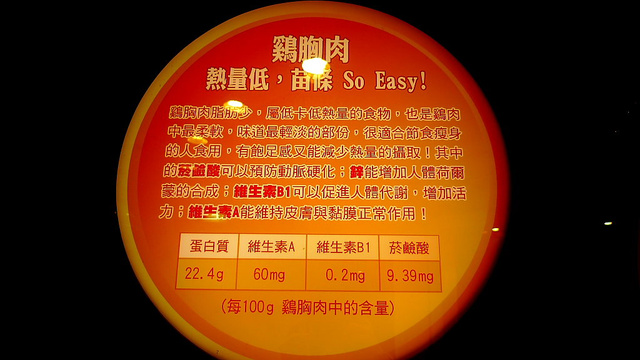 鷄胸肉
熱量低，苗條 So Easy!
鷄胸肉脂肪少，屬低卡低熱量的食物，也是鷄肉
中最柔軟，味道最輕淡的部份，很適合節食瘦身
的人食用，有飽足感又能減少熱量的攝取！其中
的菸鹼酸可以預防動脈硬化；鋅能增加人體荷爾
蒙的合成；維生素B1可以促進人體代謝，增加活
力；維生素A能維持皮膚與黏膜正常作用！
蛋白質 維生素A 維生素B1 菸鹼酸
22.4g 60mg 0.2mg 9.39mg
(每100g 鷄胸肉中的含量)